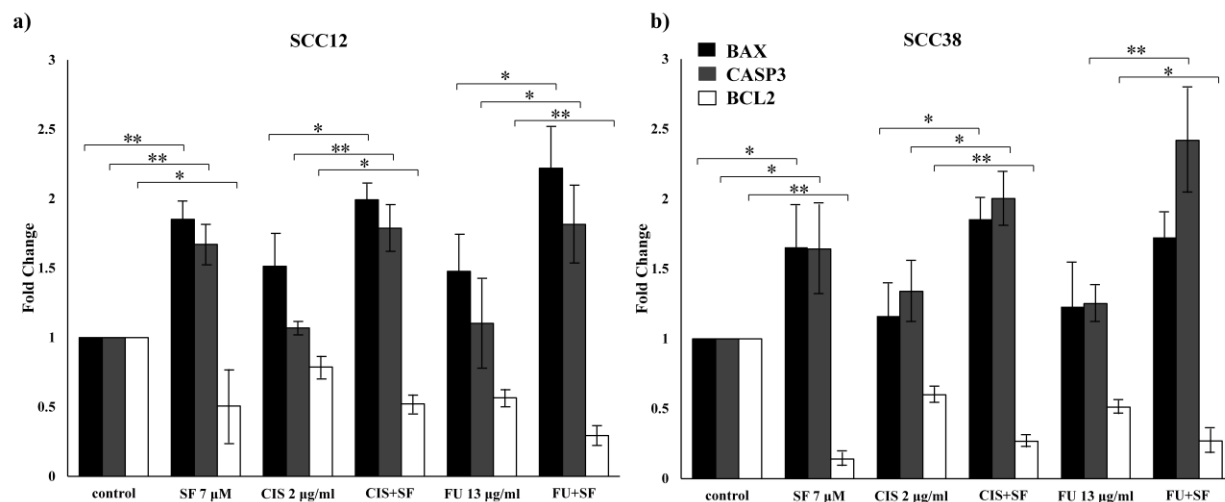 a)
SCC12
3
2.5
2
1.5
1
0.5
0
Fold Change
**
**
*
*
**
*
*
*
**
control
SF 7 μM
CIS 2 μg/ml
CIS+SF
FU 13 μg/ml
FU+SF
b)
SCC38
BAX
CASP3
BCL2
3
2.5
2
1.5
1
0.5
0
Fold Change
*
*
**
*
*
**
**
*
control
SF 7 μM
CIS 2 μg/ml
CIS+SF
FU 13 μg/ml
FU+SF